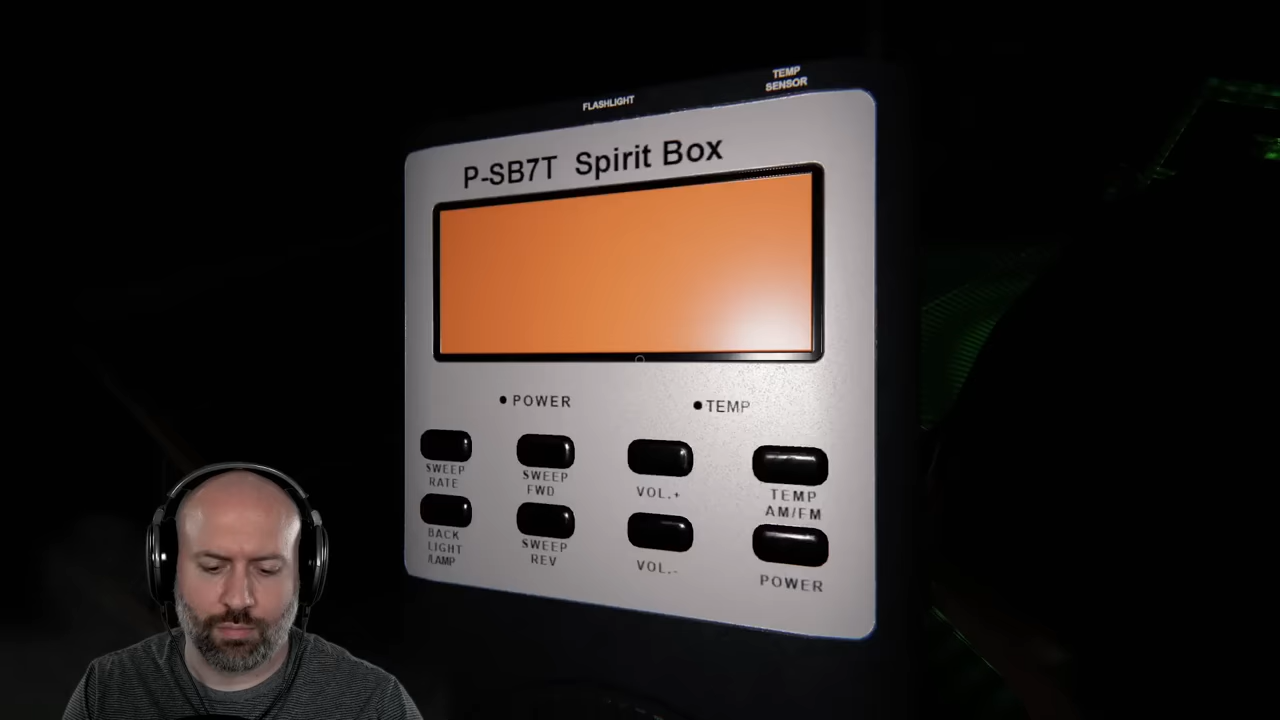 TEMP
SENSOR
FLASHLIGHT
P-SB7T Spirit Box
POWER
TEMP
SWEEP
RATE
SWEEP
FWD
VOL.+
TEMP
AM/FM
BACK
LIGHT
/LAMP
SWEEP
REV
VOL.-
POWER